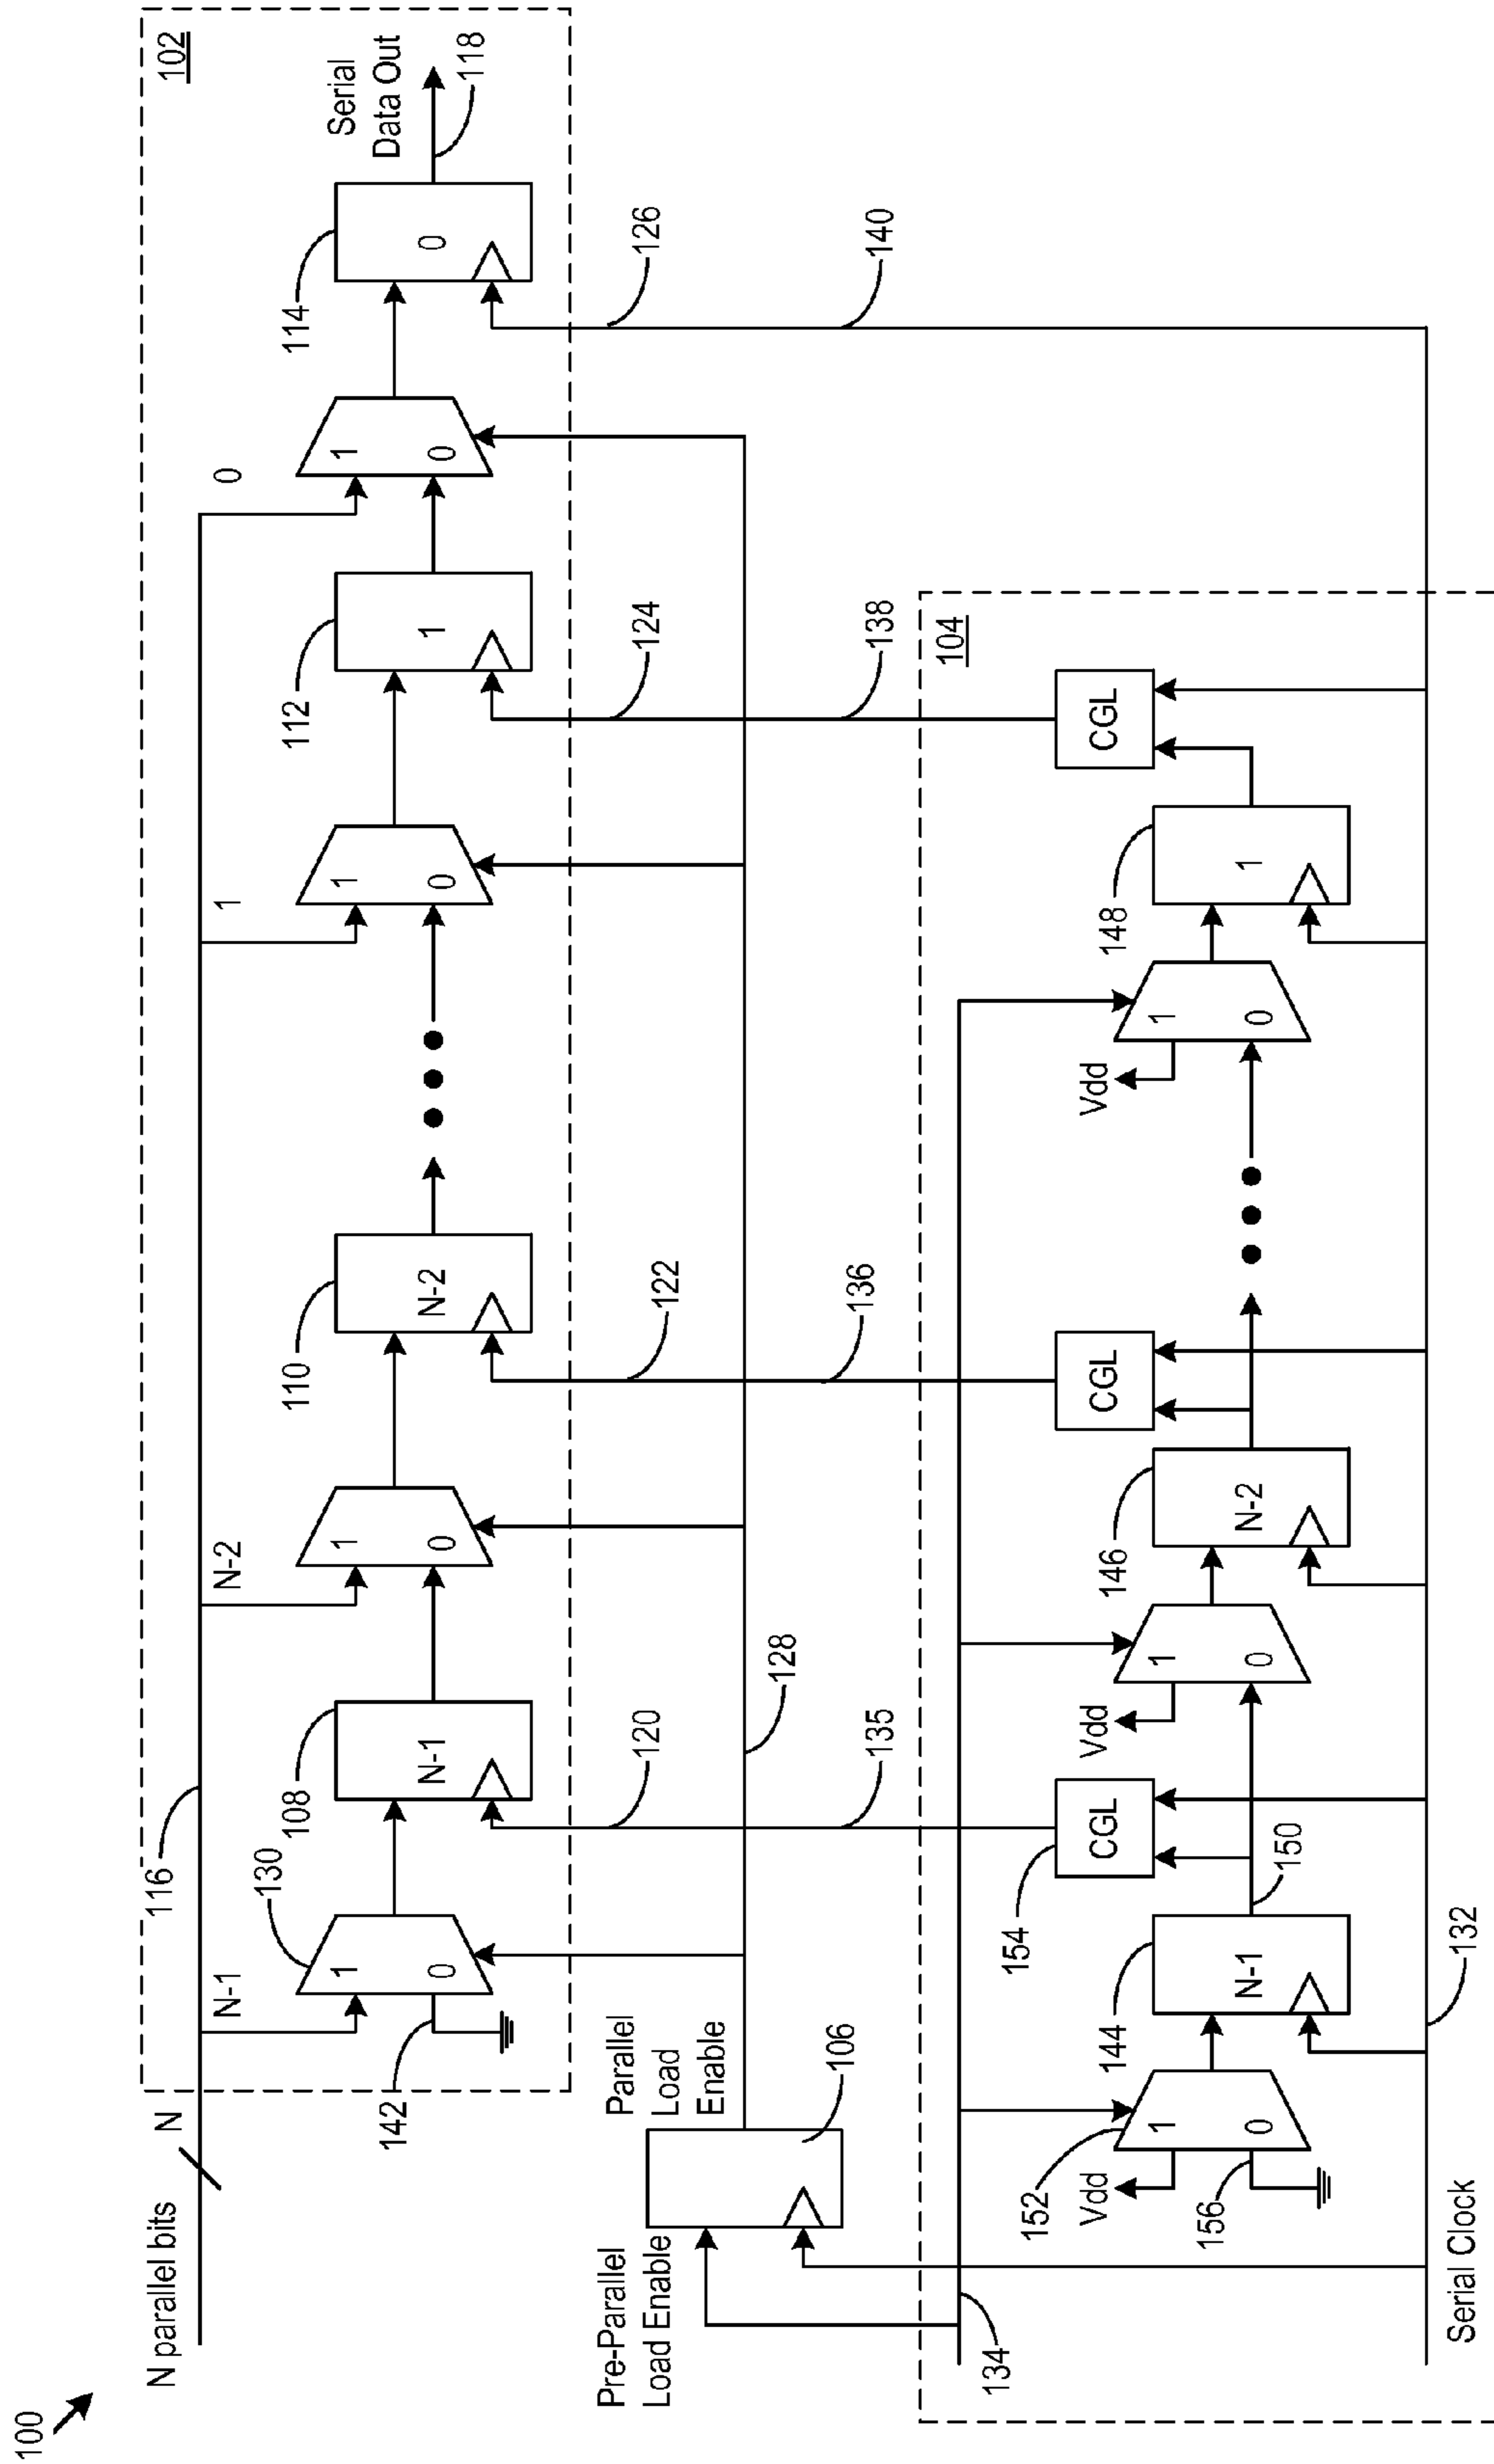 100
N parallel bits
N
116
N-1
N-2
1
0
102
130
1
0
108
N-1
1
0
110
N-2
1
0
112
1
1
0
114
0
Serial
Data Out
118
142
Pre-Parallel
Load Enable
Parallel
Load
Enable
106
128
120
122
124
126
135
136
138
140
134
104
154
CGL
CGL
CGL
152
Vdd
1
0
156
144
N-1
150
Vdd
1
0
146
N-2
Vdd
1
0
148
1
132
Serial Clock